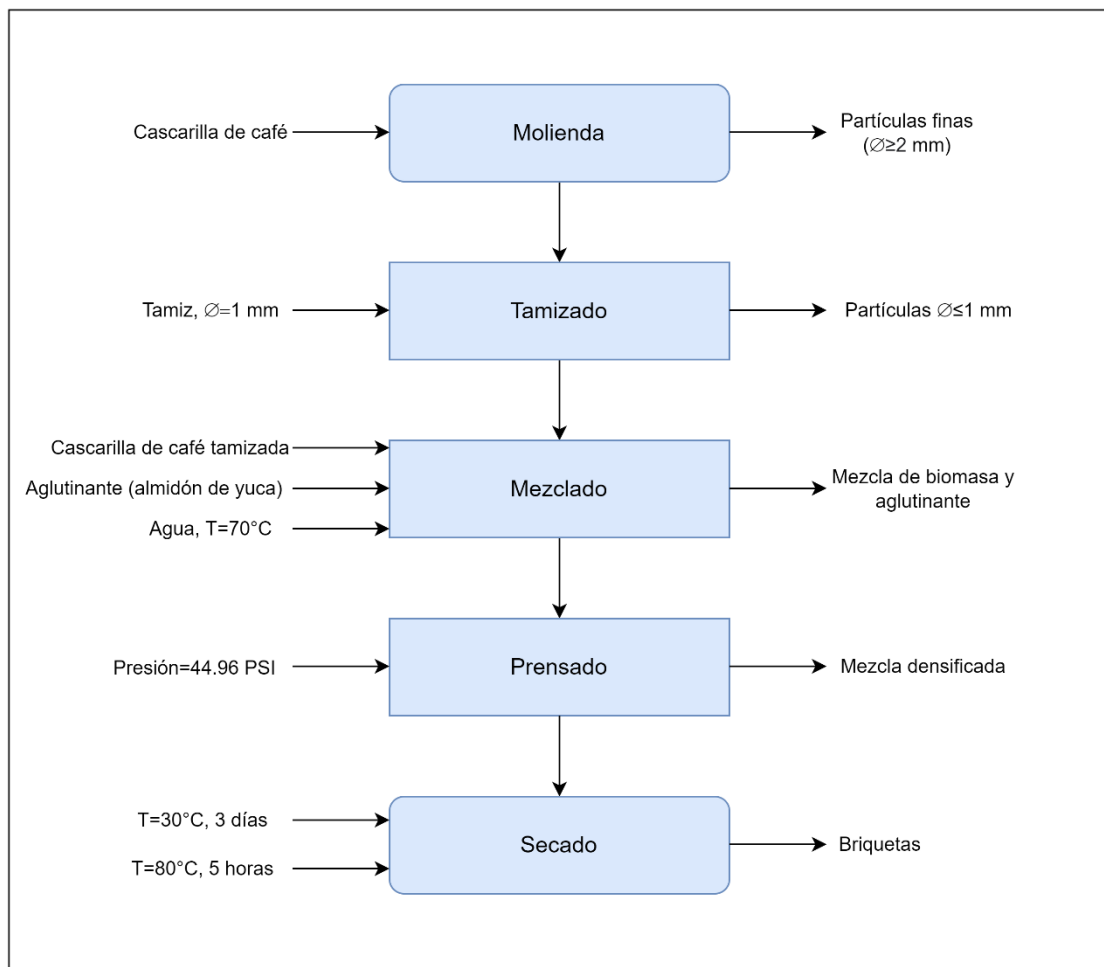 Cascarilla de café
Molienda
Partículas finas
(∅≥2 mm)
Tamiz, ∅=1 mm
Tamizado
Partículas ∅≤1 mm
Cascarilla de café tamizada
Aglutinante (almidón de yuca)
Agua, T=70°C
Mezclado
Mezcla de biomasa y
aglutinante
Presión=44.96 PSI
Prensado
Mezcla densificada
T=30°C, 3 días
T=80°C, 5 horas
Secado
Briquetas